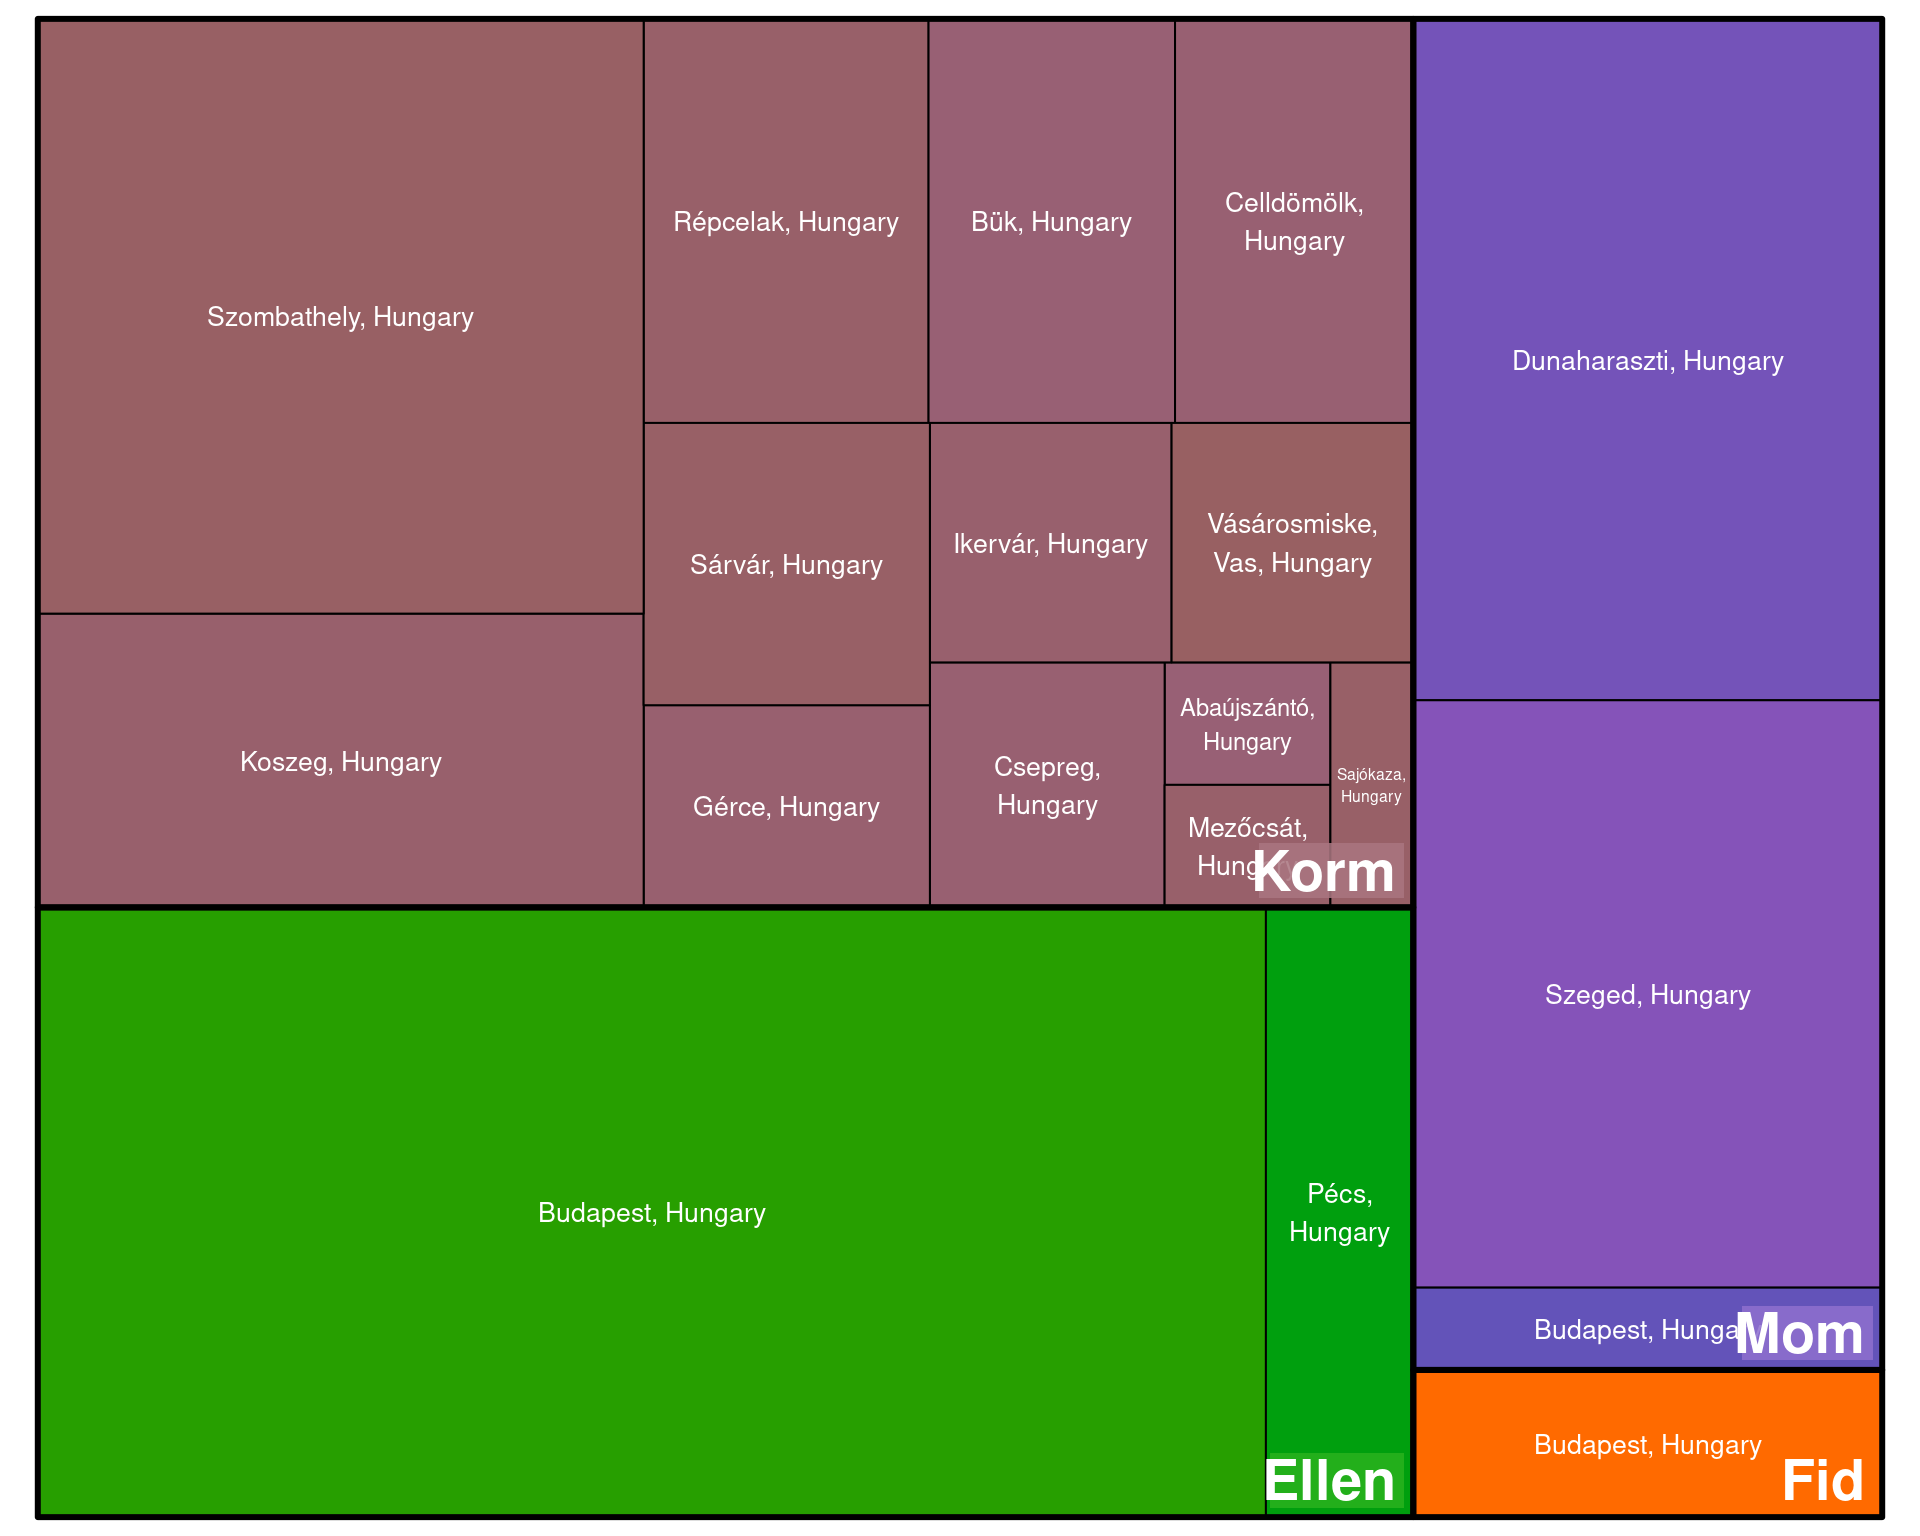 Szombathely, Hungary
Répcelak, Hungary
Bük, Hungary
Celldömölk,
Hungary
Dunaharaszti, Hungary
Sárvár, Hungary
Ikervár, Hungary
Vásárosmiske,
Vas, Hungary
Koszeg, Hungary
Gérce, Hungary
Csepreg,
Hungary
Abaújszántó,
Hungary
Sajókaza,
Hungary
Mezőcsát,
Korm
Szeged, Hungary
Budapest, Hungary
Pécs,
Hungary
Ellen
Budapest,
Mom
Budapest, Hungary
Fid